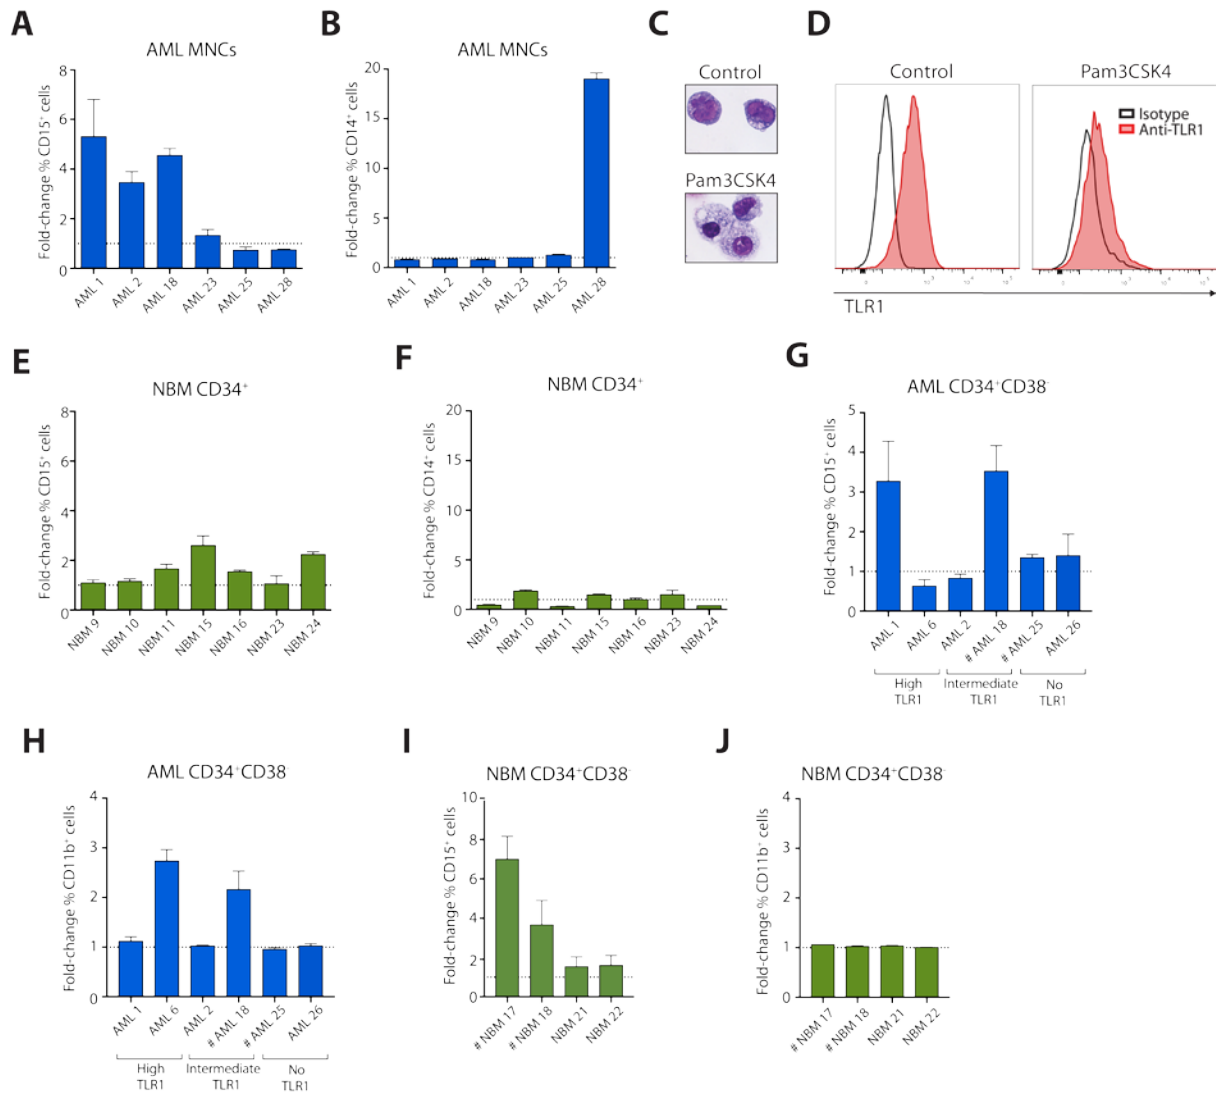 A
AML MNCs
Fold-change % CD15⁺ cells
8
6
4
2
0
AML 1
AML 2
AML 18
AML 23
AML 25
AML 28
B
AML MNCs
Fold-change % CD14⁺ cells
20
15
10
5
0
AML 1
AML 2
AML18
AML 23
AML 25
AML 28
C
Control
Pam3CSK4
D
Control
Pam3CSK4
Isotype
Anti-TLR1
TLR1
E
NBM CD34⁺
Fold-change % CD15⁺ cells
8
6
4
2
0
NBM 9
NBM 10
NBM 11
NBM 15
NBM 16
NBM 23
NBM 24
F
NBM CD34⁺
Fold-change % CD14⁺ cells
20
15
10
5
0
NBM 9
NBM 10
NBM 11
NBM 15
NBM 16
NBM 23
NBM 24
G
AML CD34⁺CD38⁻
Fold-change % CD15⁺ cells
5
4
3
2
1
0
AML 1
AML 6
AML 2
# AML 18
# AML 25
AML 26
High TLR1
Intermediate TLR1
No TLR1
H
AML CD34⁺CD38⁻
Fold-change % CD11b⁺ cells
4
3
2
1
0
AML 1
AML 6
AML 2
# AML 18
# AML 25
AML 26
High TLR1
Intermediate TLR1
No TLR1
I
NBM CD34⁺CD38⁻
Fold-change % CD15⁺ cells
10
8
6
4
2
0
# NBM 17
# NBM 18
NBM 21
NBM 22
J
NBM CD34⁺CD38⁻
Fold-change % CD11b⁺ cells
4
3
2
1
0
# NBM 17
# NBM 18
NBM 21
NBM 22